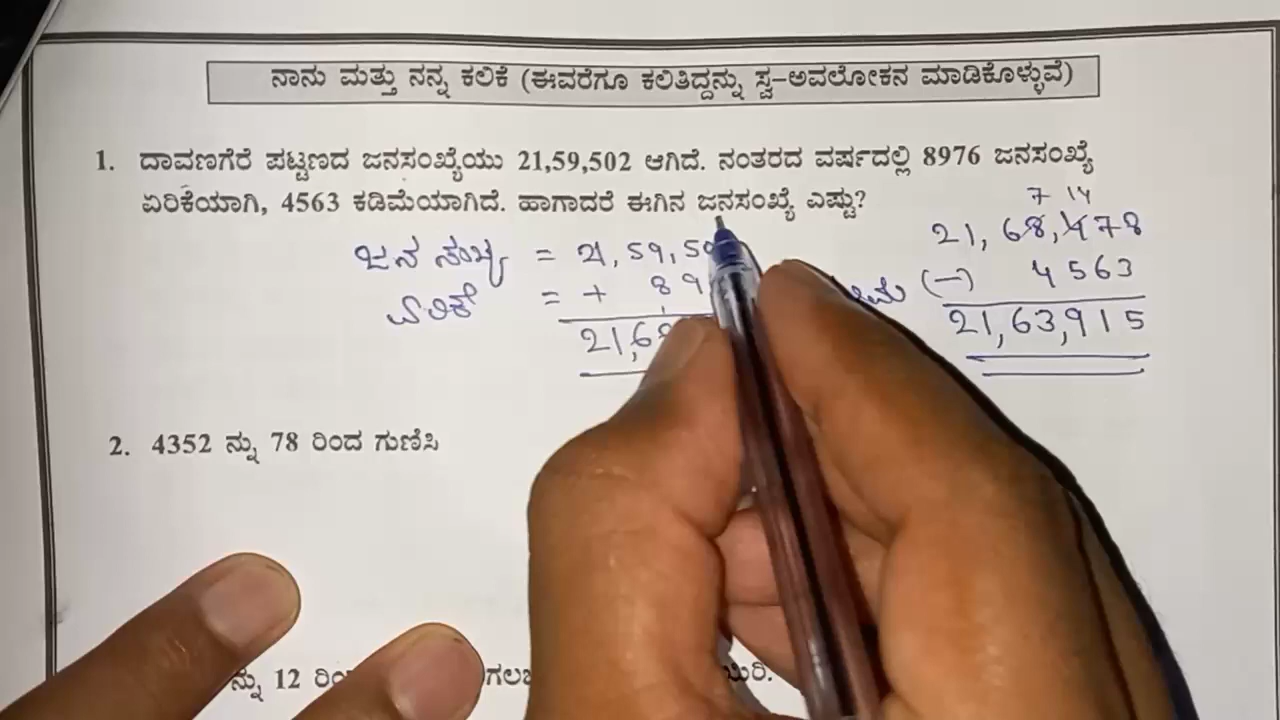 ನಾನು ಮತ್ತು ನನ್ನ ಕಲಿಕೆ (ಈವರೆಗೂ ಕಲಿತಿದ್ದನ್ನು ಸ್ವ-ಅವಲೋಕನ ಮಾಡಿಕೊಳ್ಳುವೆ)
1. ದಾವಣಗೆರೆ ಪಟ್ಟಣದ ಜನಸಂಖ್ಯೆಯು 21,59,502 ಆಗಿದೆ. ನಂತರದ ವರ್ಷದಲ್ಲಿ 8976 ಜನಸಂಖ್ಯೆ
ಏರಿಕೆಯಾಗಿ, 4563 ಕಡಿಮೆಯಾಗಿದೆ. ಹಾಗಾದರೆ ಈಗಿನ ಜನಸಂಖ್ಯೆ ಎಷ್ಟು?
7 14
ಜನ ಸಂಖ್ಯ = 21,59,50
21,68,478
ಏರಿಕೆ = + 89
(-) 4563
21,68
21,63,915
2. 4352 ನ್ನು 78 ರಿಂದ ಗುಣಿಸಿ
ನ್ನು 12